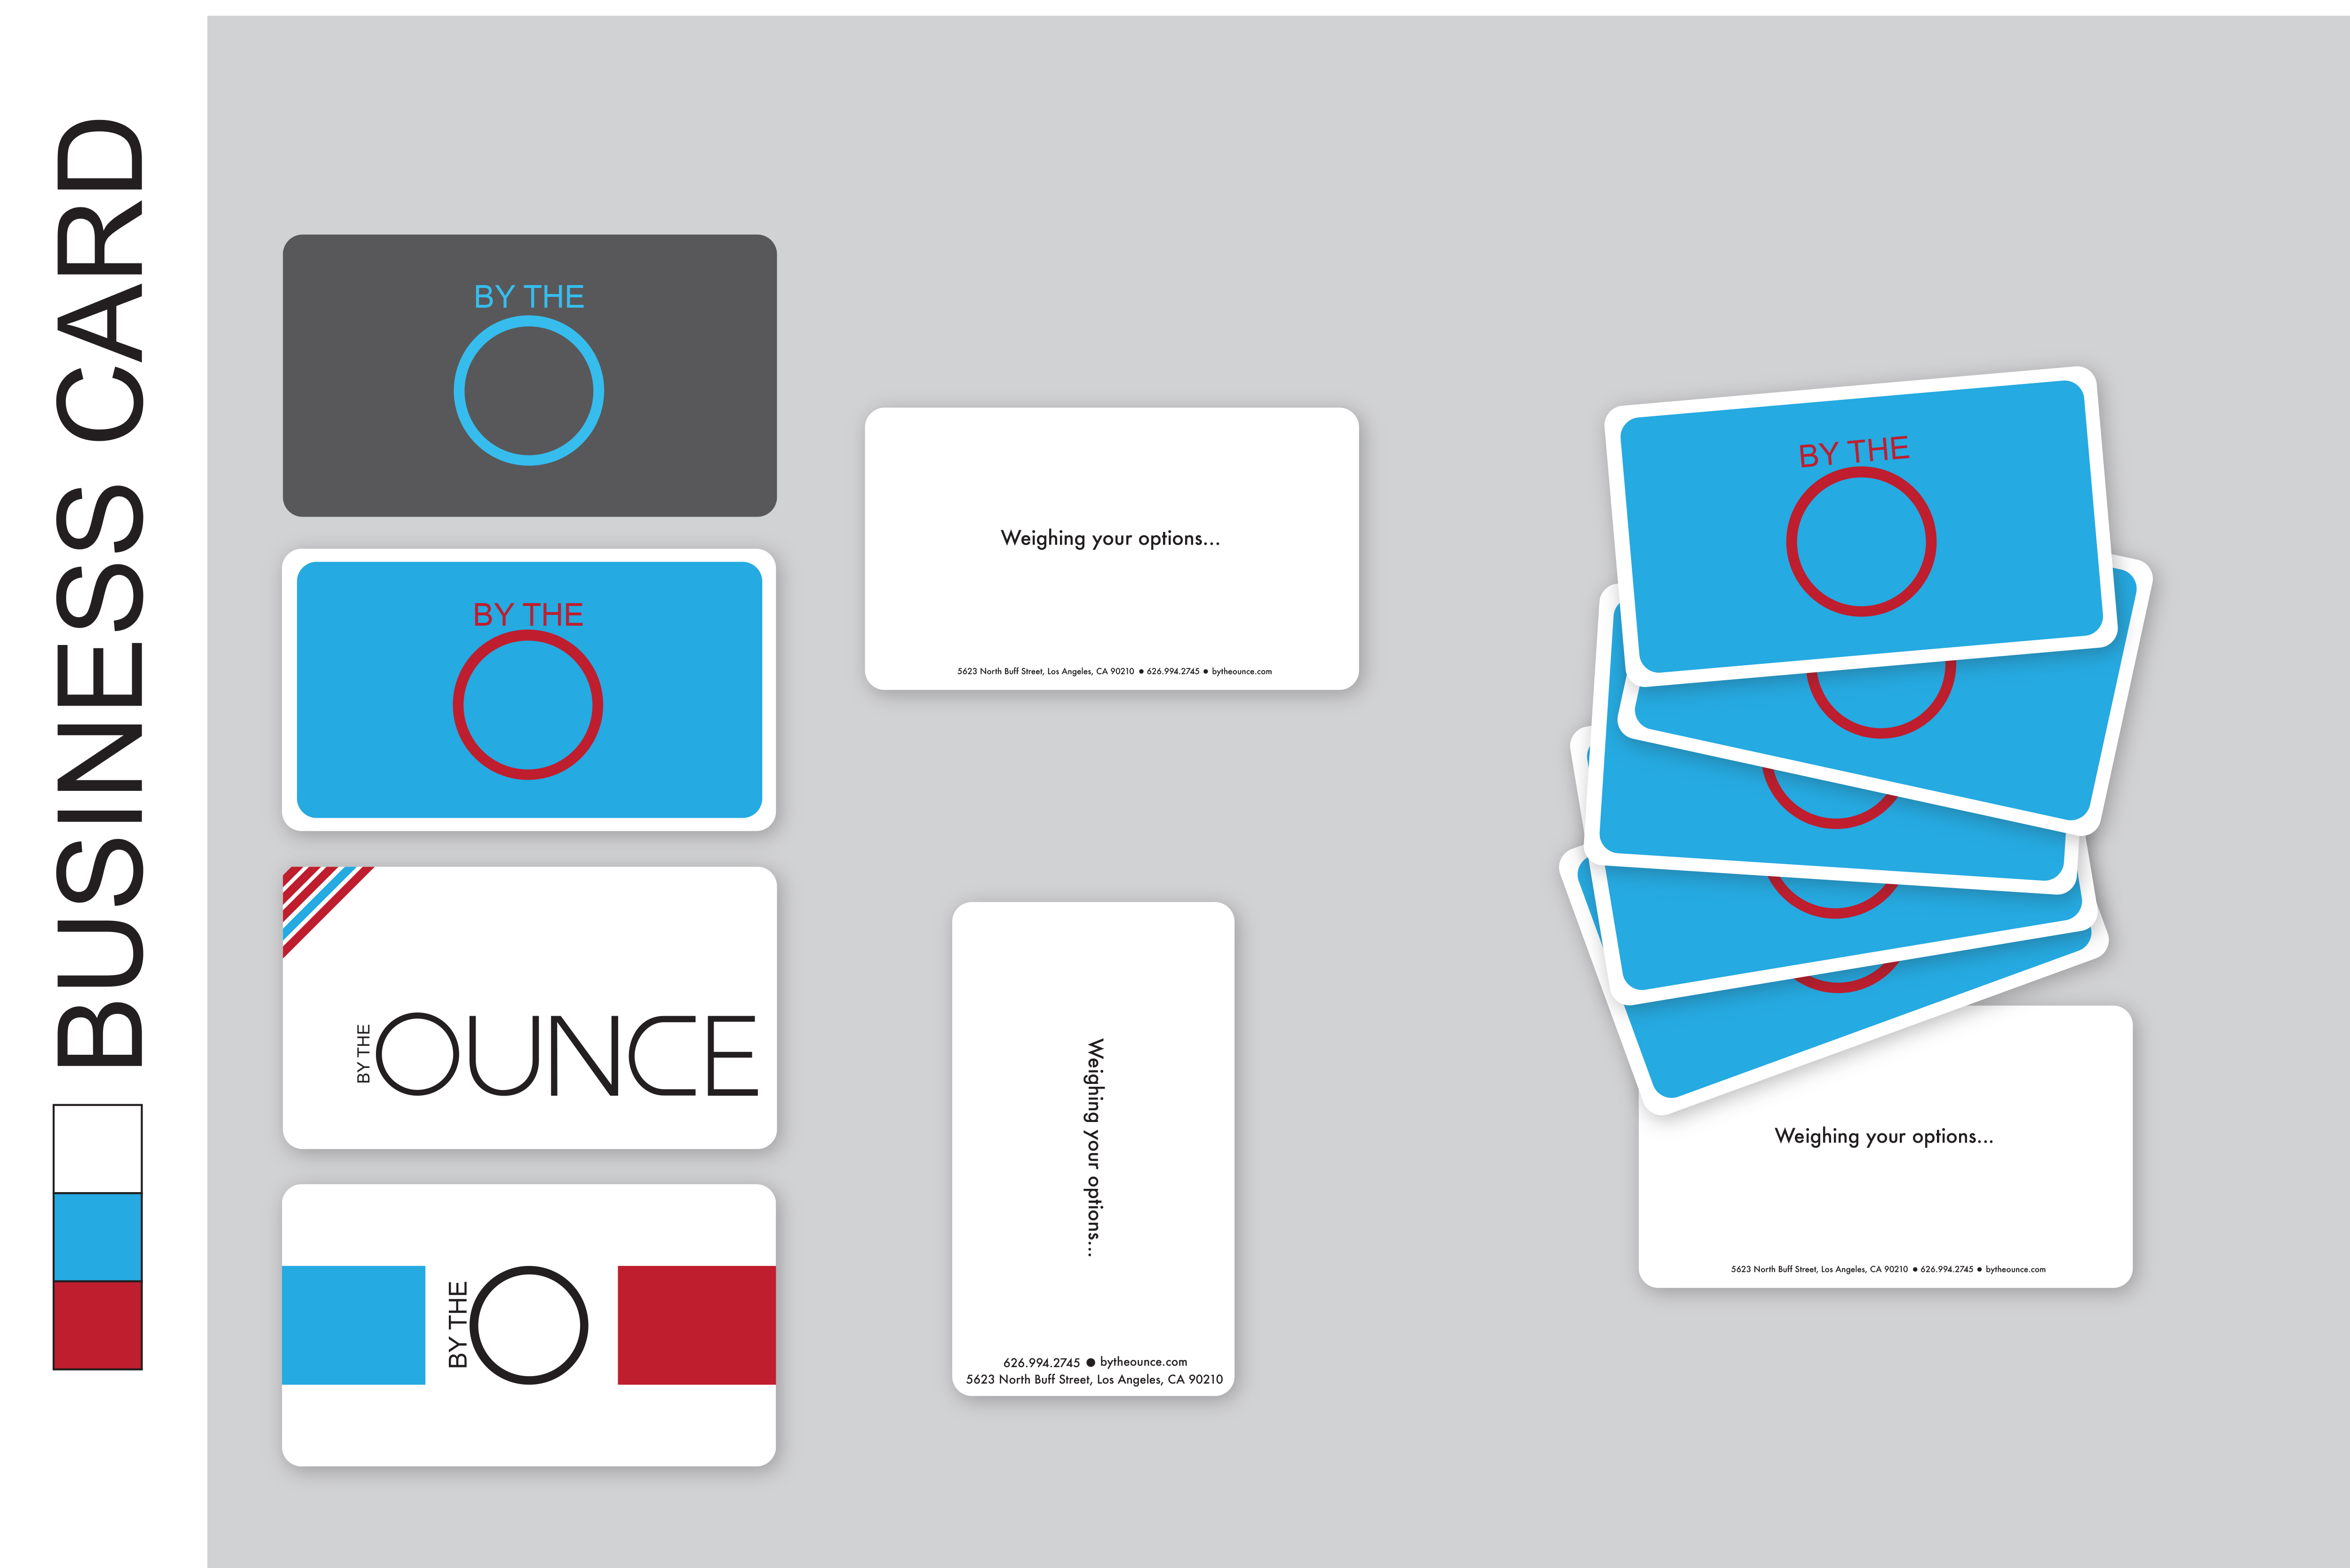 BUSINESS CARD
BY THE
O
BY THE
O
BY THE OUNCE
BY THE O
Weighing your options...
5623 North Buff Street, Los Angeles, CA 90210 ● 626.994.2745 ● bytheounce.com
Weighing your options...
626.994.2745 ● bytheounce.com
5623 North Buff Street, Los Angeles, CA 90210
BY THE
O
Weighing your options...
5623 North Buff Street, Los Angeles, CA 90210 ● 626.994.2745 ● bytheounce.com